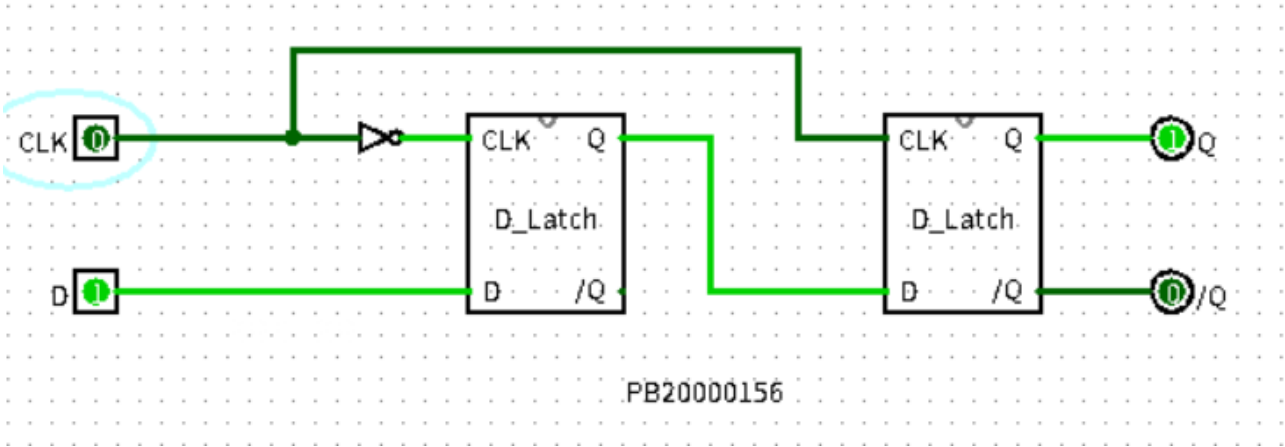 CLK 0 CLK Q CLK Q 1 Q
D_Latch D_Latch
D 1 D /Q D /Q 0 /Q
PB20000156